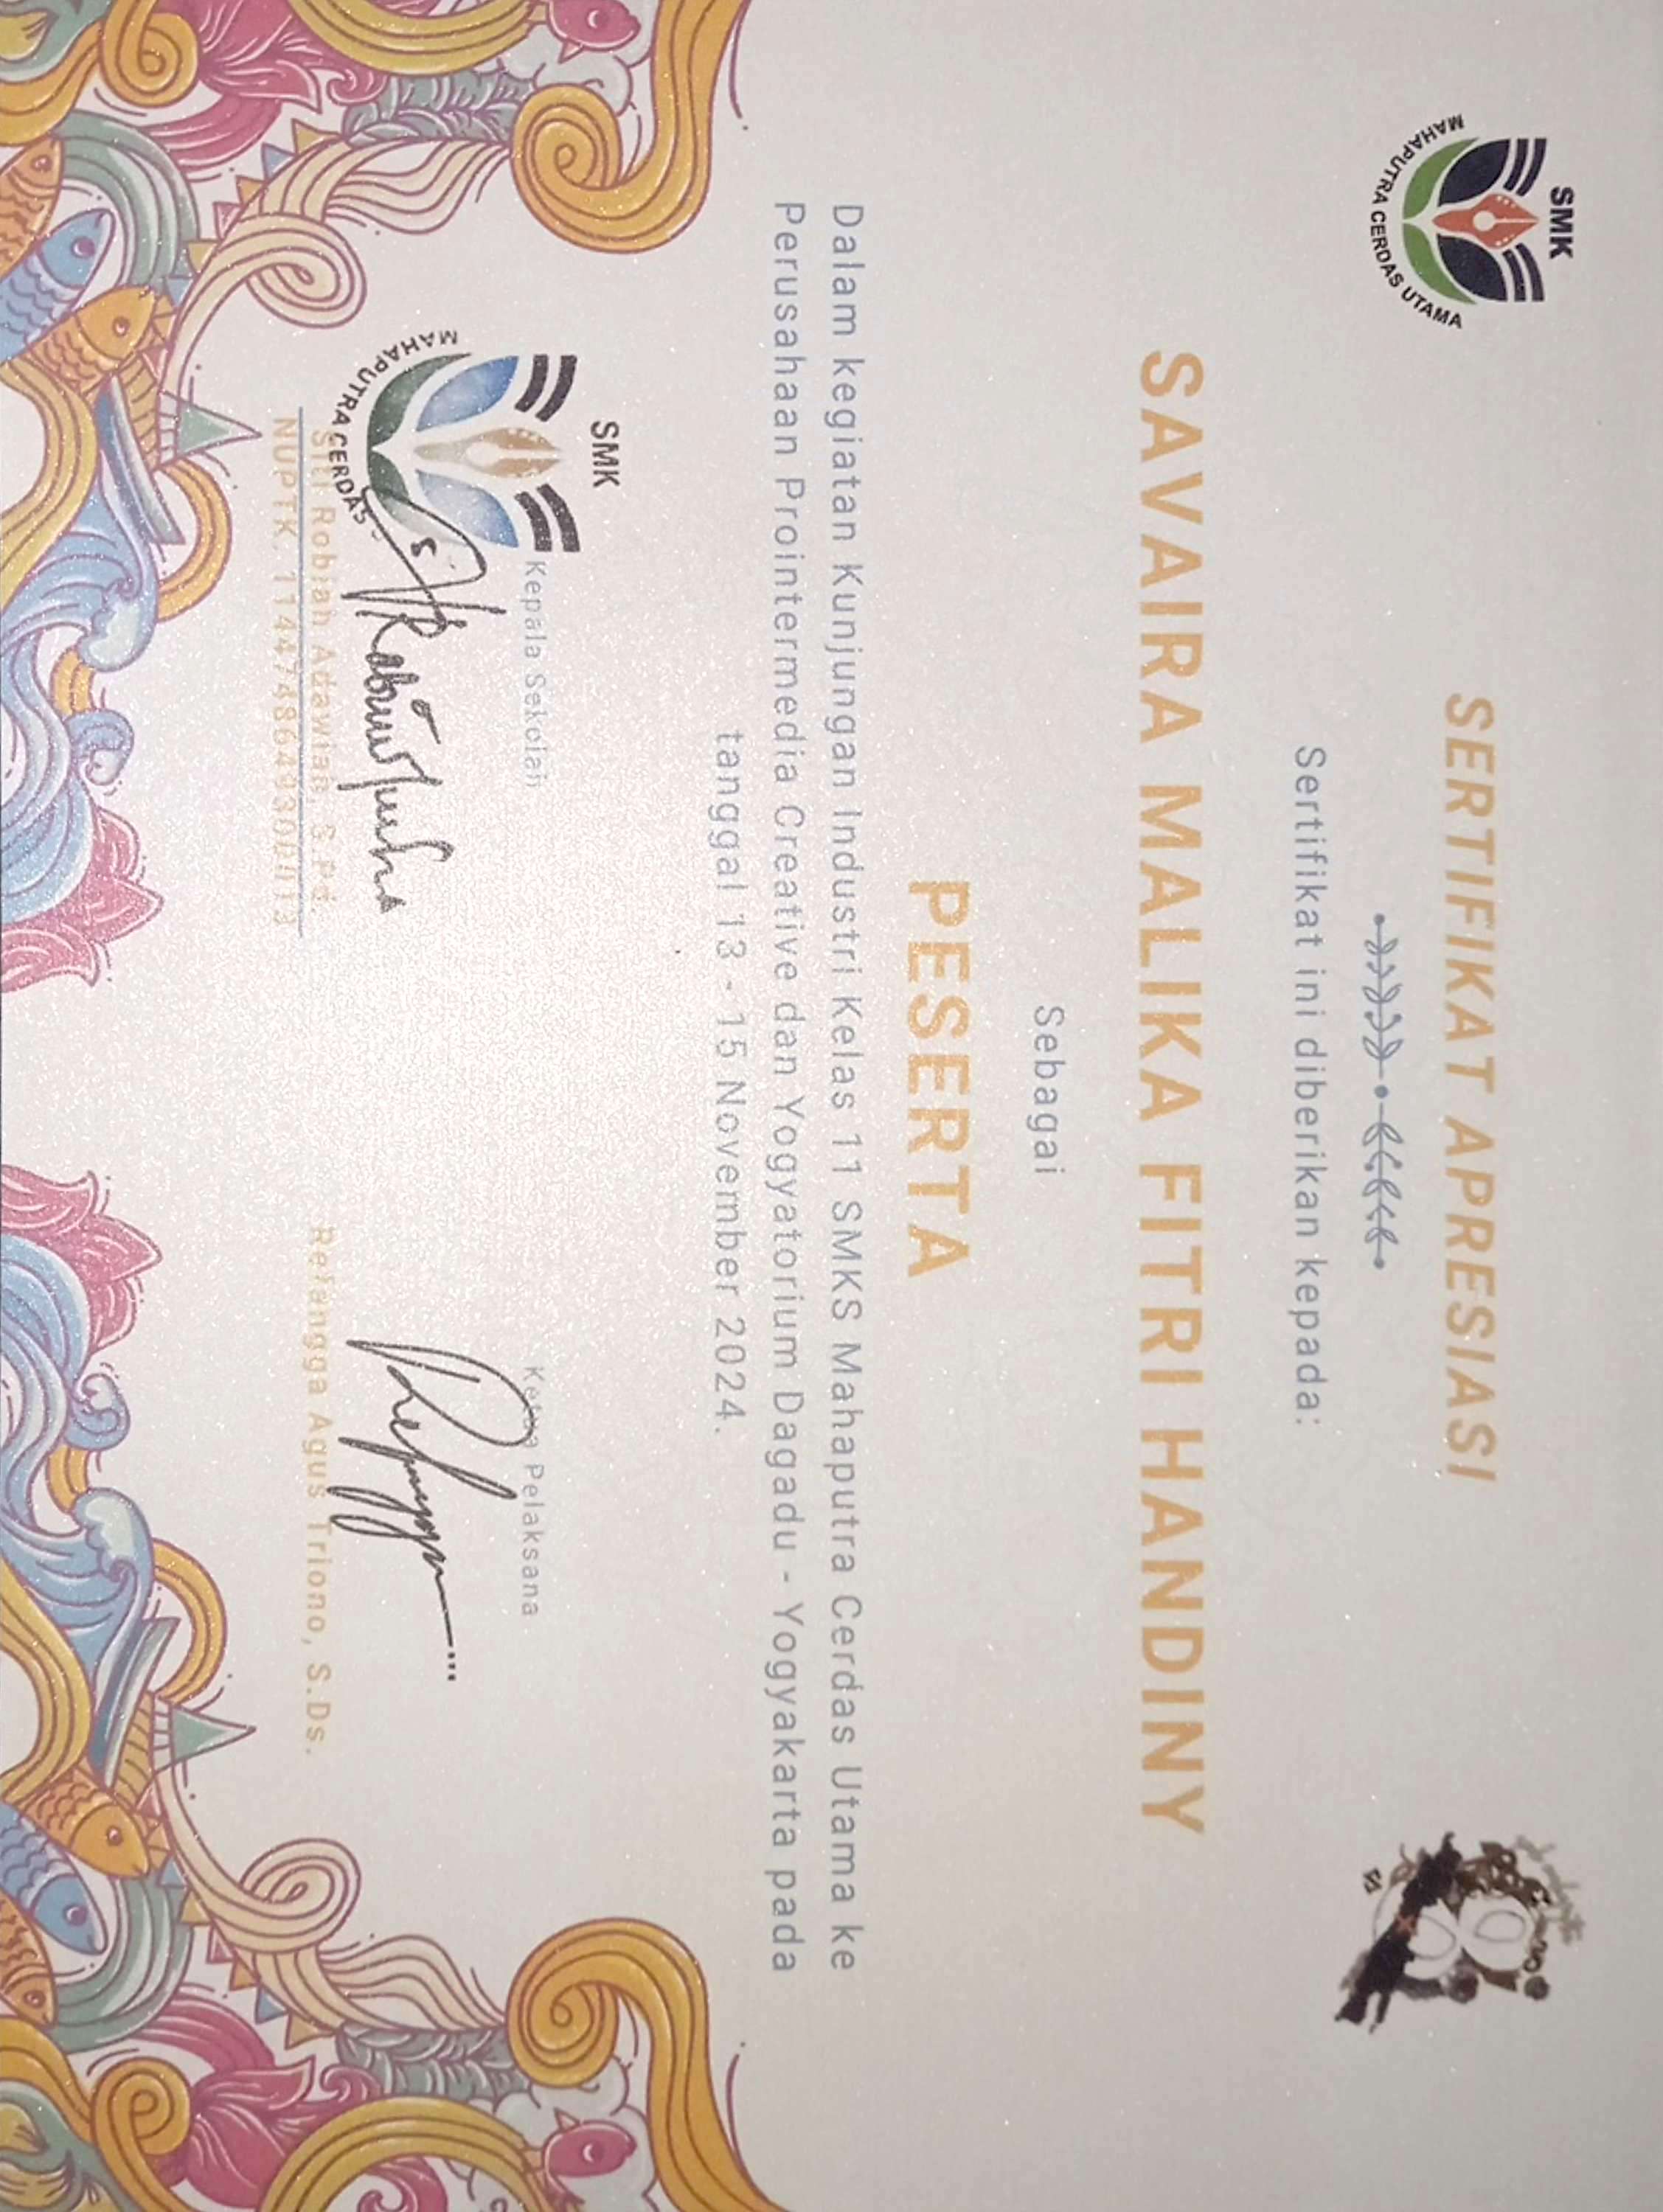 SMK
MAHAPUTRA CERDAS UTAMA
SERTIFIKAT APRESIASI
Sertifikat ini diberikan kepada:
SAVAIRA MALIKA FITRI HANDINY
Sebagai
PESERTA
Dalam kegiatan Kunjungan Industri Kelas 11 SMKS Mahaputra Cerdas Utama ke
Perusahaan Prointermedia Creative dan Yogyatorium Dagadu - Yogyakarta pada
tanggal 13 - 15 November 2024.
SMK
MAHAPUTRA CERDAS
Kepala Sekolah
Siti Robiah Adawiah, S.Pd.
NUPTK.
Ketua Pelaksana
Refangga Agus Triono, S.Ds.